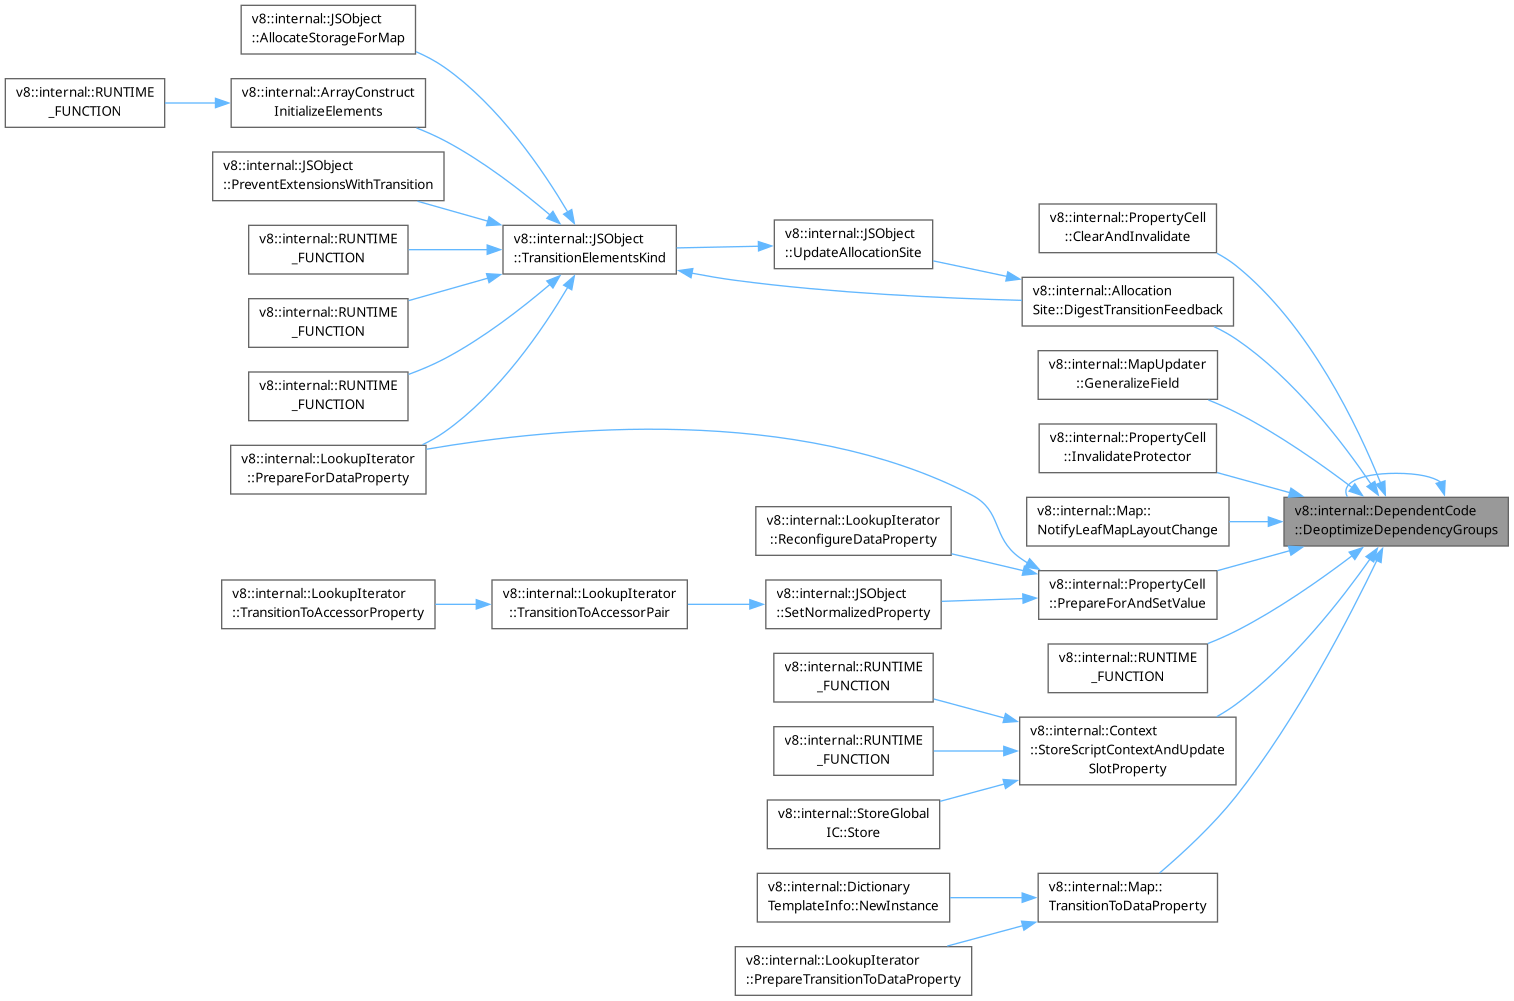 v8::internal::JSObject
::AllocateStorageForMap
v8::internal::RUNTIME
_FUNCTION
v8::internal::ArrayConstruct
InitializeElements
v8::internal::JSObject
::PreventExtensionsWithTransition
v8::internal::RUNTIME
_FUNCTION
v8::internal::RUNTIME
_FUNCTION
v8::internal::RUNTIME
_FUNCTION
v8::internal::LookupIterator
::PrepareForDataProperty
v8::internal::JSObject
::TransitionElementsKind
v8::internal::JSObject
::UpdateAllocationSite
v8::internal::PropertyCell
::ClearAndInvalidate
v8::internal::Allocation
Site::DigestTransitionFeedback
v8::internal::MapUpdater
::GeneralizeField
v8::internal::PropertyCell
::InvalidateProtector
v8::internal::Map::
NotifyLeafMapLayoutChange
v8::internal::DependentCode
::DeoptimizeDependencyGroups
v8::internal::LookupIterator
::ReconfigureDataProperty
v8::internal::PropertyCell
::PrepareForAndSetValue
v8::internal::LookupIterator
::TransitionToAccessorProperty
v8::internal::LookupIterator
::TransitionToAccessorPair
v8::internal::JSObject
::SetNormalizedProperty
v8::internal::RUNTIME
_FUNCTION
v8::internal::RUNTIME
_FUNCTION
v8::internal::RUNTIME
_FUNCTION
v8::internal::Context
::StoreScriptContextAndUpdate
SlotProperty
v8::internal::StoreGlobal
IC::Store
v8::internal::Dictionary
TemplateInfo::NewInstance
v8::internal::Map::
TransitionToDataProperty
v8::internal::LookupIterator
::PrepareTransitionToDataProperty